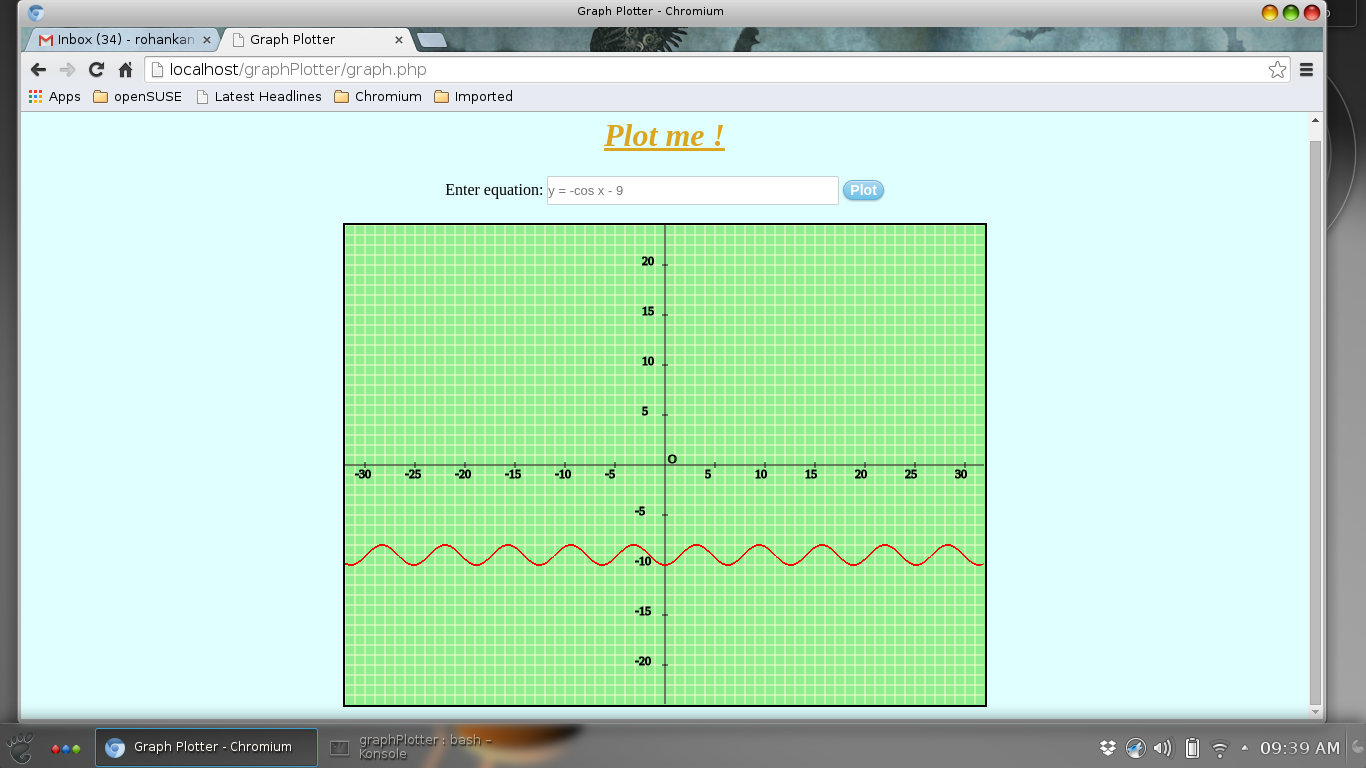 Graph Plotter - Chromium
Inbox (34) - rohankan
Graph Plotter
localhost/graphPlotter/graph.php
Apps openSUSE Latest Headlines Chromium Imported
Plot me !
Enter equation: y = -cos x - 9 Plot
20
15
10
5
O
-30 -25 -20 -15 -10 -5 5 10 15 20 25 30
-5
-10
-15
-20
Graph Plotter - Chromium
graphPlotter : bash –
Konsole
09:39 AM